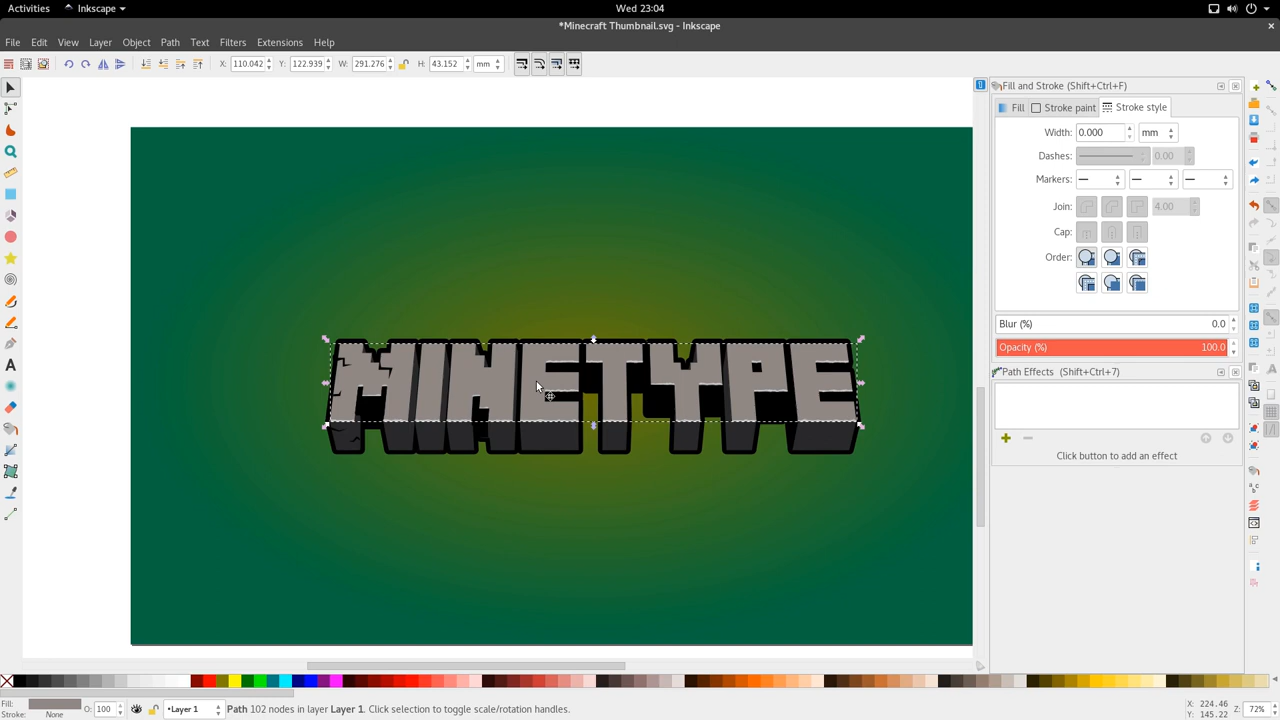 Activities Inkscape Wed 23:04
*Minecraft Thumbnail.svg - Inkscape
File Edit View Layer Object Path Text Filters Extensions Help
X: 110.042 Y: 122.939 W: 291.276 H: 43.152 mm
Fill and Stroke (Shift+Ctrl+F)
Fill Stroke paint Stroke style
Width: 0.000 mm
Dashes: 0.00
Markers:
Join: 4.00
Cap:
Order:
Blur (%) 0.0
Opacity (%) 100.0
Path Effects (Shift+Ctrl+7)
Click button to add an effect
MINETYPE
Fill: O: 100 •Layer 1 Path 102 nodes in layer Layer 1. Click selection to toggle scale/rotation handles. X: 224.46 Z: 72%
Stroke: None Y: 145.22